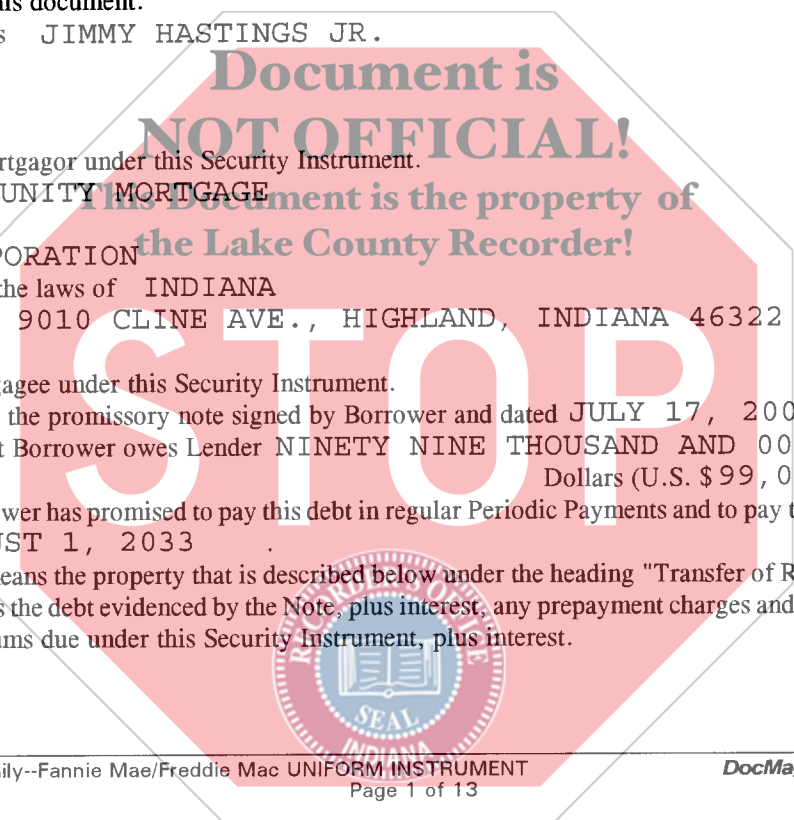 his document.
s JIMMY HASTINGS JR.
Document is
NOT OFFICIAL!
rtgagor under this Security Instrument.
This Document is the property of
UNITY MORTGAGE
the Lake County Recorder!
PORATION
the laws of INDIANA
9010 CLINE AVE., HIGHLAND, INDIANA 46322
STOP
gagee under this Security Instrument.
the promissory note signed by Borrower and dated JULY 17, 200
t Borrower owes Lender NINETY NINE THOUSAND AND 00
Dollars (U.S. $ 99, 0
wer has promised to pay this debt in regular Periodic Payments and to pay t
ST 1, 2033 .
eans the property that is described below under the heading "Transfer of R
s the debt evidenced by the Note, plus interest, any prepayment charges and
ums due under this Security Instrument, plus interest.
RECORDER'S OFFICE
SEAL
INDIANA
ily--Fannie Mae/Freddie Mac UNIFORM INSTRUMENT DocMa
Page 1 of 13